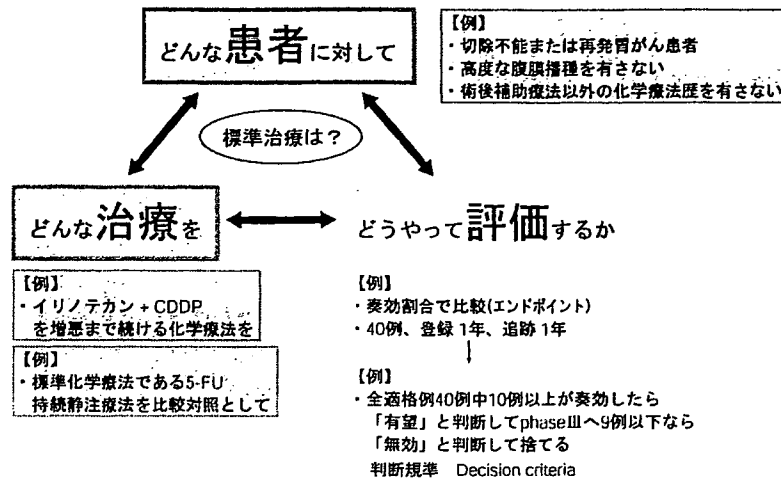 どんな患者に対して
【例】
・切除不能または再発胃がん患者
・高度な腹膜播種を有さない
・術後補助療法以外の化学療法歴を有さない
標準治療は？
どんな治療を
どうやって評価するか
【例】
・イリノテカン + CDDP
を増悪まで続ける化学療法を
【例】
・標準化学療法である5-FU
持続静注療法を比較対照として
【例】
・奏効割合で比較(エンドポイント)
・40例、登録 1年、追跡 1年
【例】
・全適格例40例中10例以上が奏効したら
「有望」と判断してphaseⅢへ9例以下なら
「無効」と判断して捨てる
判断規準 Decision criteria